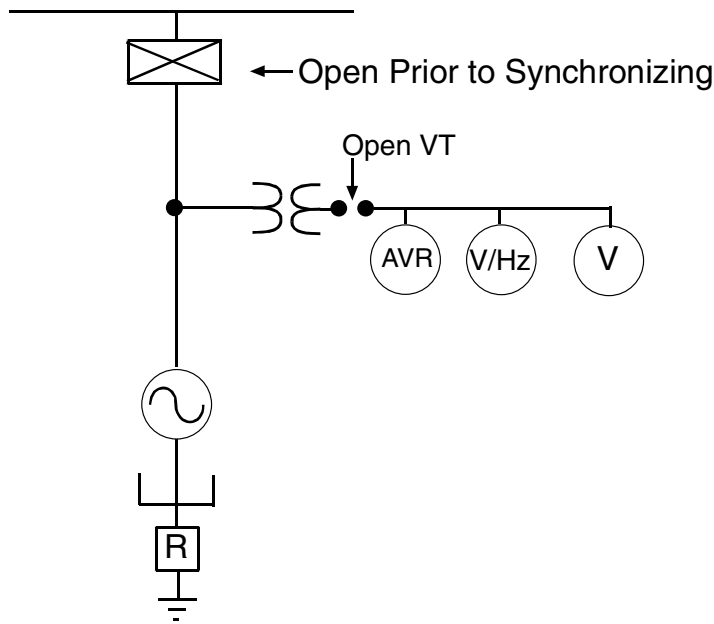 Open Prior to Synchronizing
Open VT
AVR
V/Hz
V
R